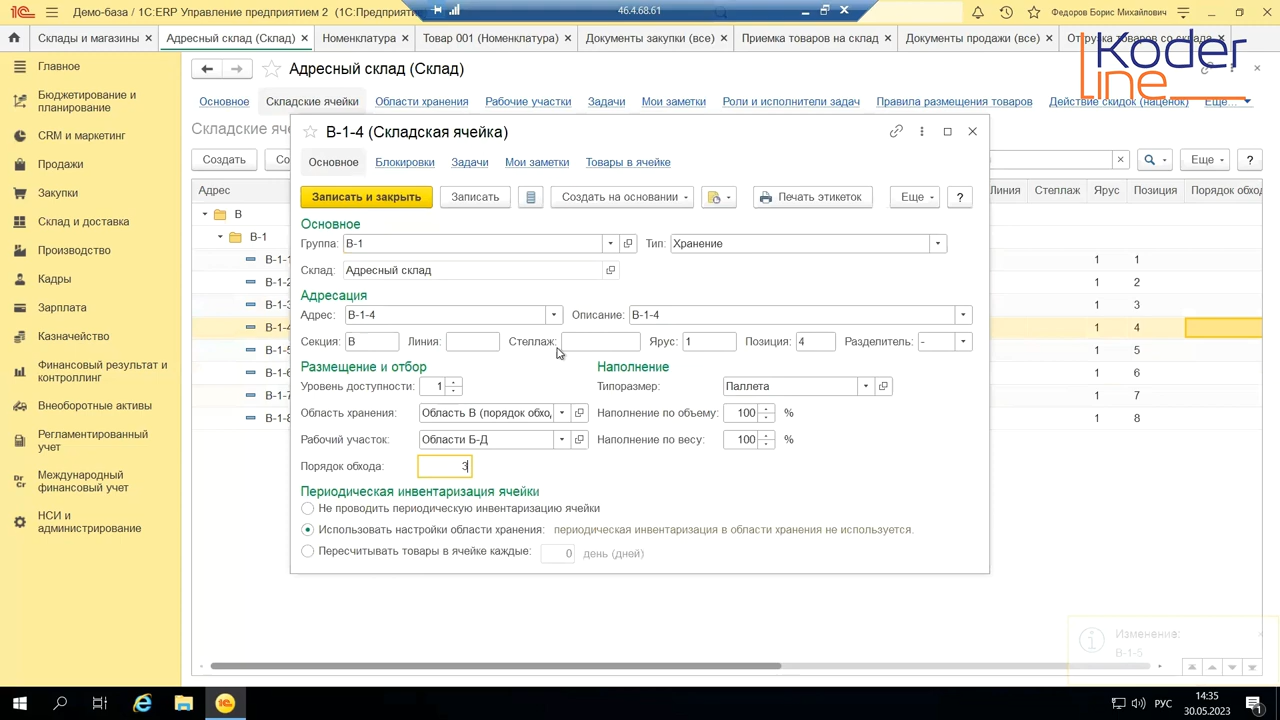 Демо-база / 1С:ERP Управление предприятием 2 (1С:Предприятие
46.4.68.61
Федоров Борис Михайлович
Склады и магазины
Адресный склад (Склад)
Номенклатура
Товар 001 (Номенклатура)
Документы закупки (все)
Приемка товаров на склад
Документы продажи (все)
Отгрузка товаров со склада
Koder
line
Главное
Бюджетирование и
планирование
CRM и маркетинг
Продажи
Закупки
Склад и доставка
Производство
Кадры
Зарплата
Казначейство
Финансовый результат и
контроллинг
Внеоборотные активы
Регламентированный
учет
Международный
финансовый учет
НСИ и
администрирование
Адресный склад (Склад)
Основное
Складские ячейки
Области хранения
Рабочие участки
Задачи
Мои заметки
Роли и исполнители задач
Правила размещения товаров
Действие скидок (наценок)
Еще...
Складские яче
Создать
Со
Еще
?
Адрес
Линия
Стеллаж
Ярус
Позиция
Порядок обход
В
В-1
В-1-1
1
1
В-1-2
1
2
В-1-3
1
3
В-1-4
1
4
В-1-5
1
5
В-1-6
1
6
В-1-7
1
7
В-1-8
1
8
В-1-4 (Складская ячейка)
Основное
Блокировки
Задачи
Мои заметки
Товары в ячейке
Записать и закрыть
Записать
Создать на основании
Печать этикеток
Еще
?
Основное
Группа: В-1
Тип: Хранение
Склад: Адресный склад
Адресация
Адрес: В-1-4
Описание: В-1-4
Секция: В
Линия:
Стеллаж:
Ярус: 1
Позиция: 4
Разделитель: -
Размещение и отбор
Наполнение
Уровень доступности: 1
Типоразмер: Паллета
Область хранения: Область В (порядок обход
Наполнение по объему: 100 %
Рабочий участок: Области Б-Д
Наполнение по весу: 100 %
Порядок обхода: 3
Периодическая инвентаризация ячейки
Не проводить периодическую инвентаризацию ячейки
Использовать настройки области хранения: периодическая инвентаризация в области хранения не используется.
Пересчитывать товары в ячейке каждые: 0 день (дней)
Изменение:
В-1-5
РУС
14:35
30.05.2023
1